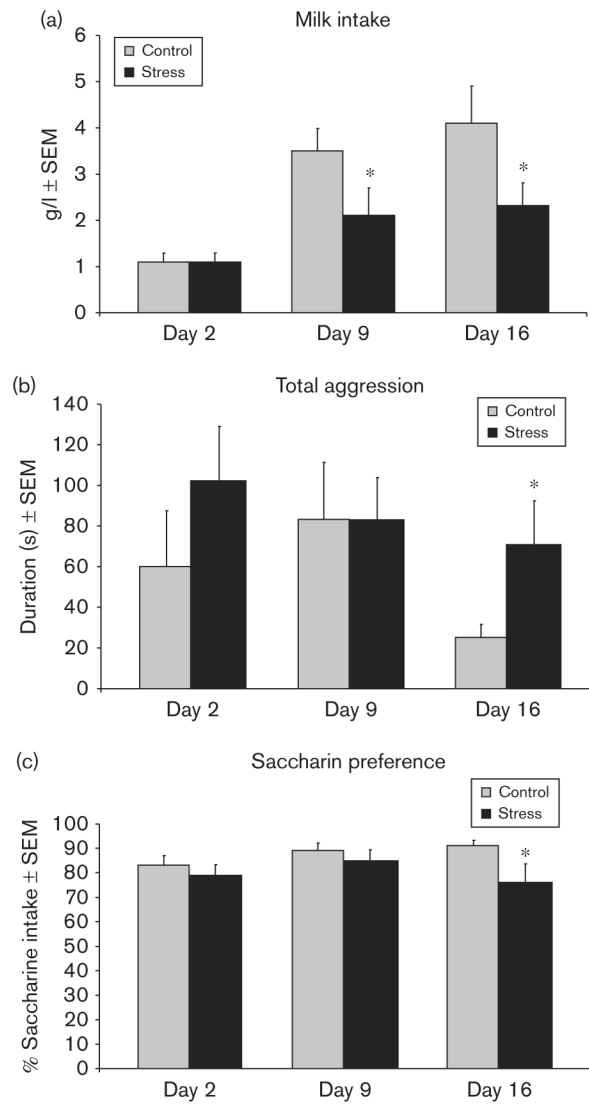 (a)
Milk intake
Control
Stress
g/l ± SEM
6
5
4
3
2
1
0
*
*
Day 2
Day 9
Day 16
(b)
Total aggression
Control
Stress
Duration (s) ± SEM
140
120
100
80
60
40
20
0
*
Day 2
Day 9
Day 16
(c)
Saccharin preference
Control
Stress
% Saccharine intake ± SEM
100
90
80
70
60
50
40
30
20
10
0
*
Day 2
Day 9
Day 16